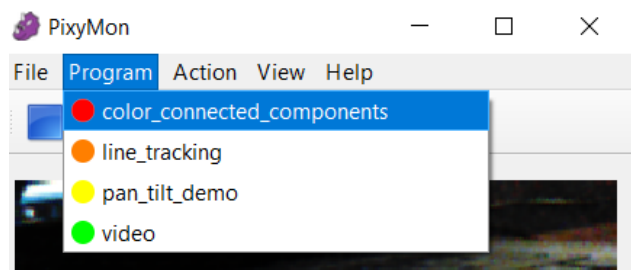 PixyMon
File Program Action View Help
color_connected_components
line_tracking
pan_tilt_demo
video